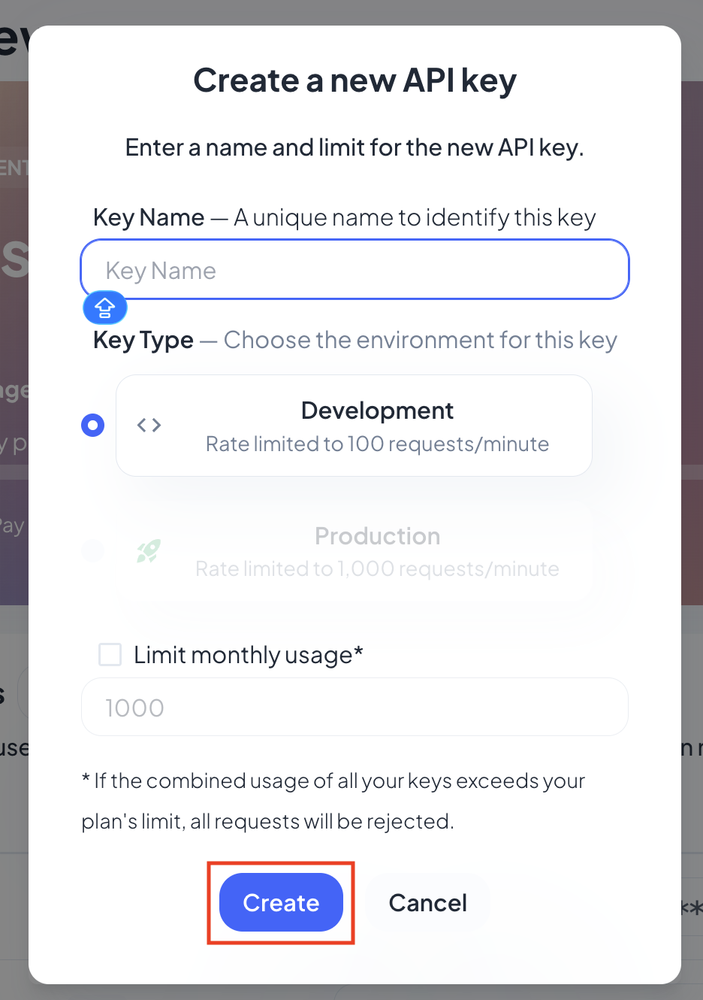 Create a new API key
Enter a name and limit for the new API key.
Key Name — A unique name to identify this key
Key Name
Key Type — Choose the environment for this key
< >
Development
Rate limited to 100 requests/minute
Production
Rate limited to 1,000 requests/minute
Limit monthly usage*
1000
* If the combined usage of all your keys exceeds your
plan's limit, all requests will be rejected.
Create
Cancel
Pay
**